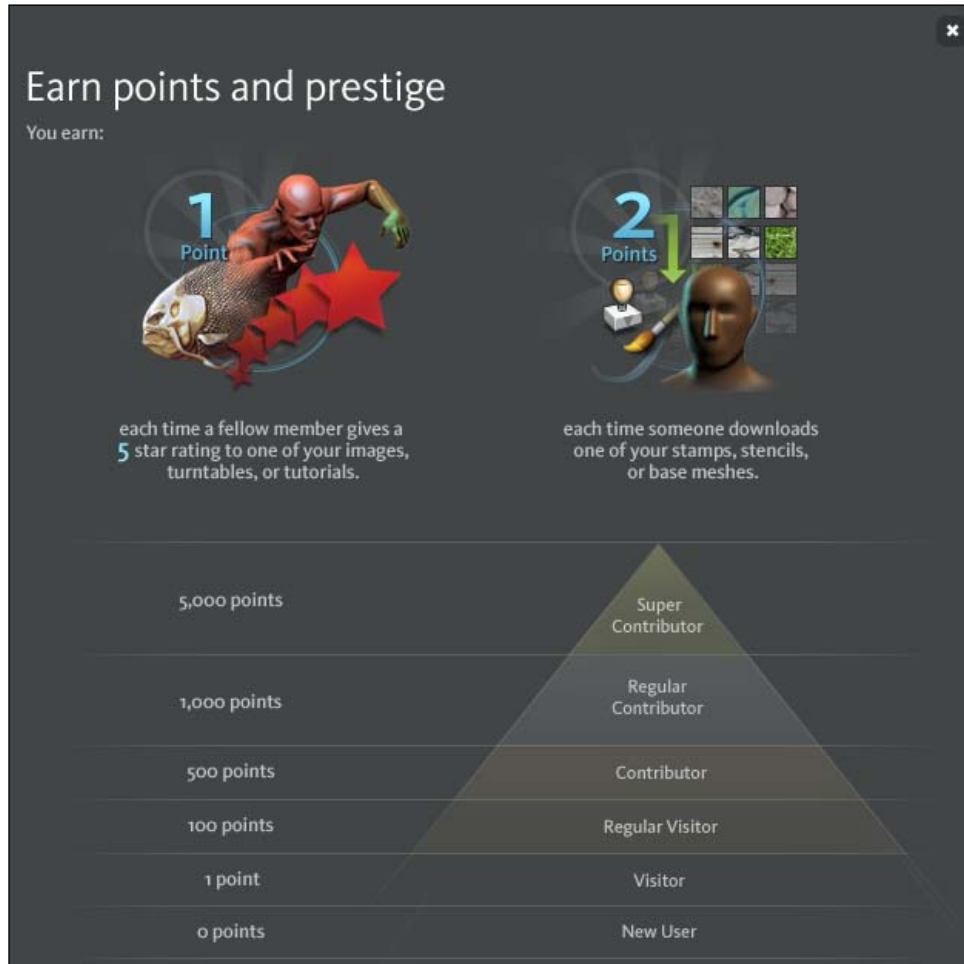 Earn points and prestige
You earn:
1
Point
each time a fellow member gives a
5 star rating to one of your images,
turntables, or tutorials.
2
Points
each time someone downloads
one of your stamps, stencils,
or base meshes.
5,000 points
Super
Contributor
1,000 points
Regular
Contributor
500 points
Contributor
100 points
Regular Visitor
1 point
Visitor
0 points
New User